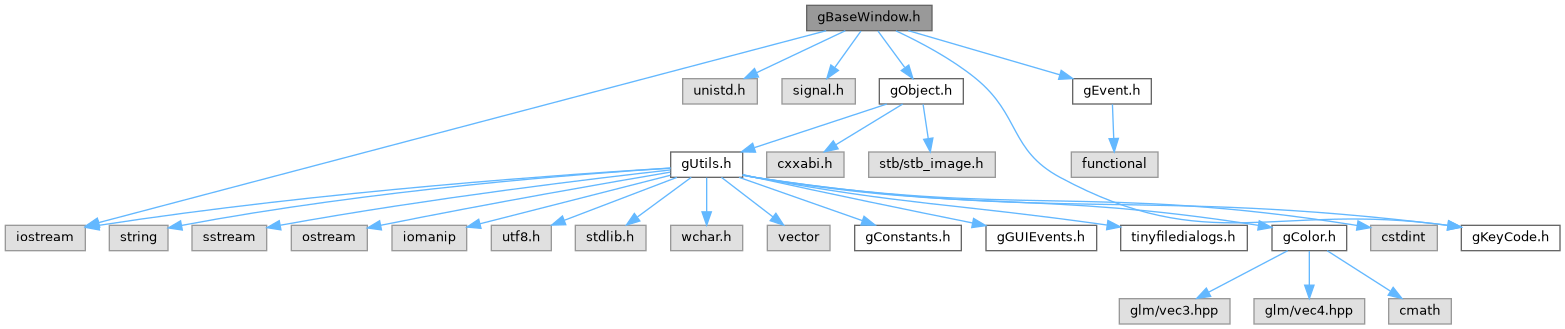 gBaseWindow.h
unistd.h
signal.h
gObject.h
gEvent.h
gUtils.h
cxxabi.h
stb/stb_image.h
functional
iostream
string
sstream
ostream
iomanip
utf8.h
stdlib.h
wchar.h
vector
gConstants.h
gGUIEvents.h
tinyfiledialogs.h
gColor.h
cstdint
gKeyCode.h
glm/vec3.hpp
glm/vec4.hpp
cmath